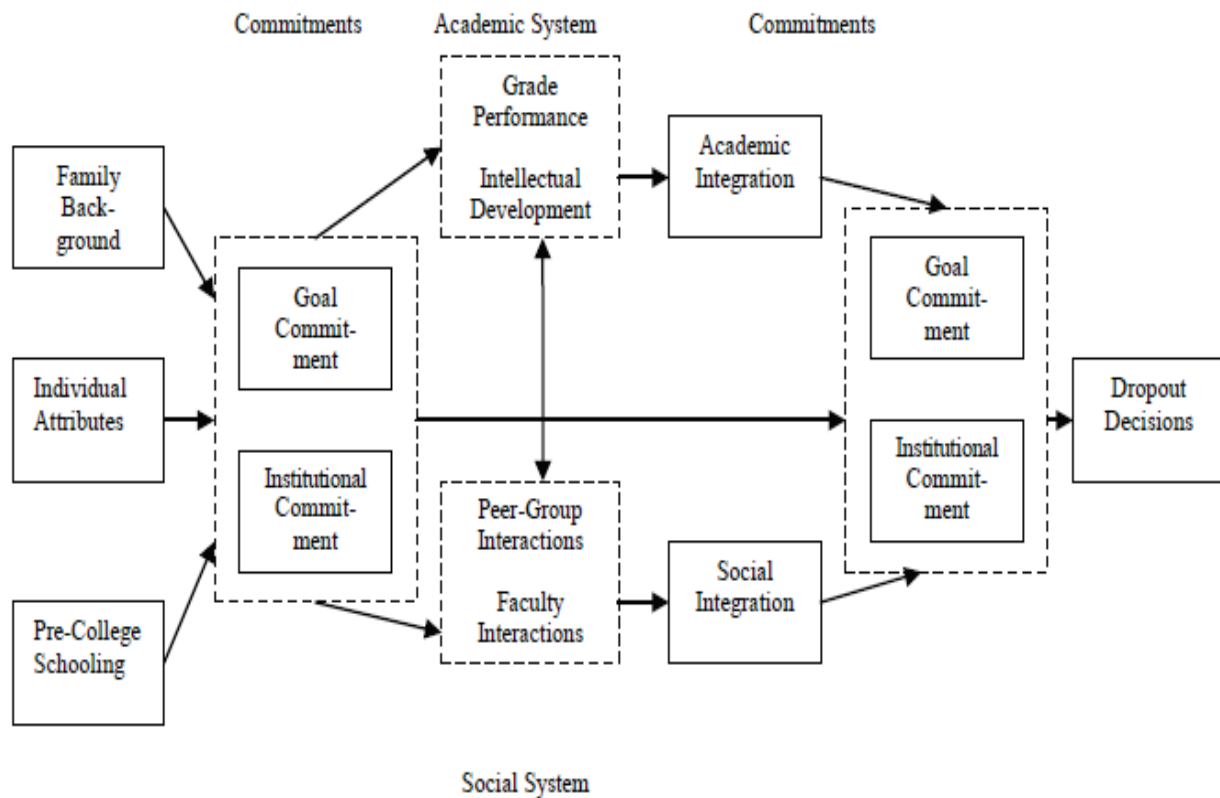 Commitments
Academic System
Commitments
Grade
Performance
Intellectual
Development
Academic
Integration
Family
Back-
ground
Goal
Commit-
ment
Goal
Commit-
ment
Individual
Attributes
Dropout
Decisions
Institutional
Commit-
ment
Institutional
Commit-
ment
Peer-Group
Interactions
Faculty
Interactions
Social
Integration
Pre-College
Schooling
Social System